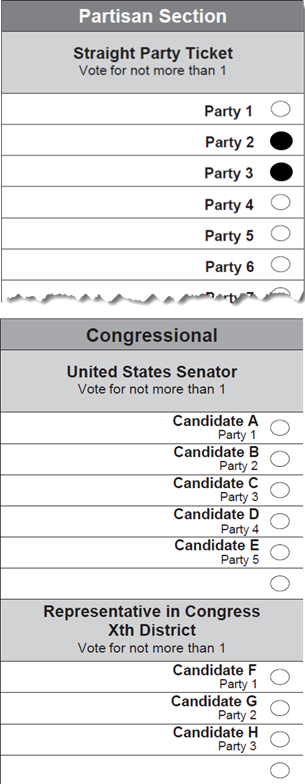 Partisan Section
Straight Party Ticket
Vote for not more than 1
Party 1
Party 2
Party 3
Party 4
Party 5
Party 6
Party 7
Congressional
United States Senator
Vote for not more than 1
Candidate A
Party 1
Candidate B
Party 2
Candidate C
Party 3
Candidate D
Party 4
Candidate E
Party 5
Representative in Congress
Xth District
Vote for not more than 1
Candidate F
Party 1
Candidate G
Party 2
Candidate H
Party 3